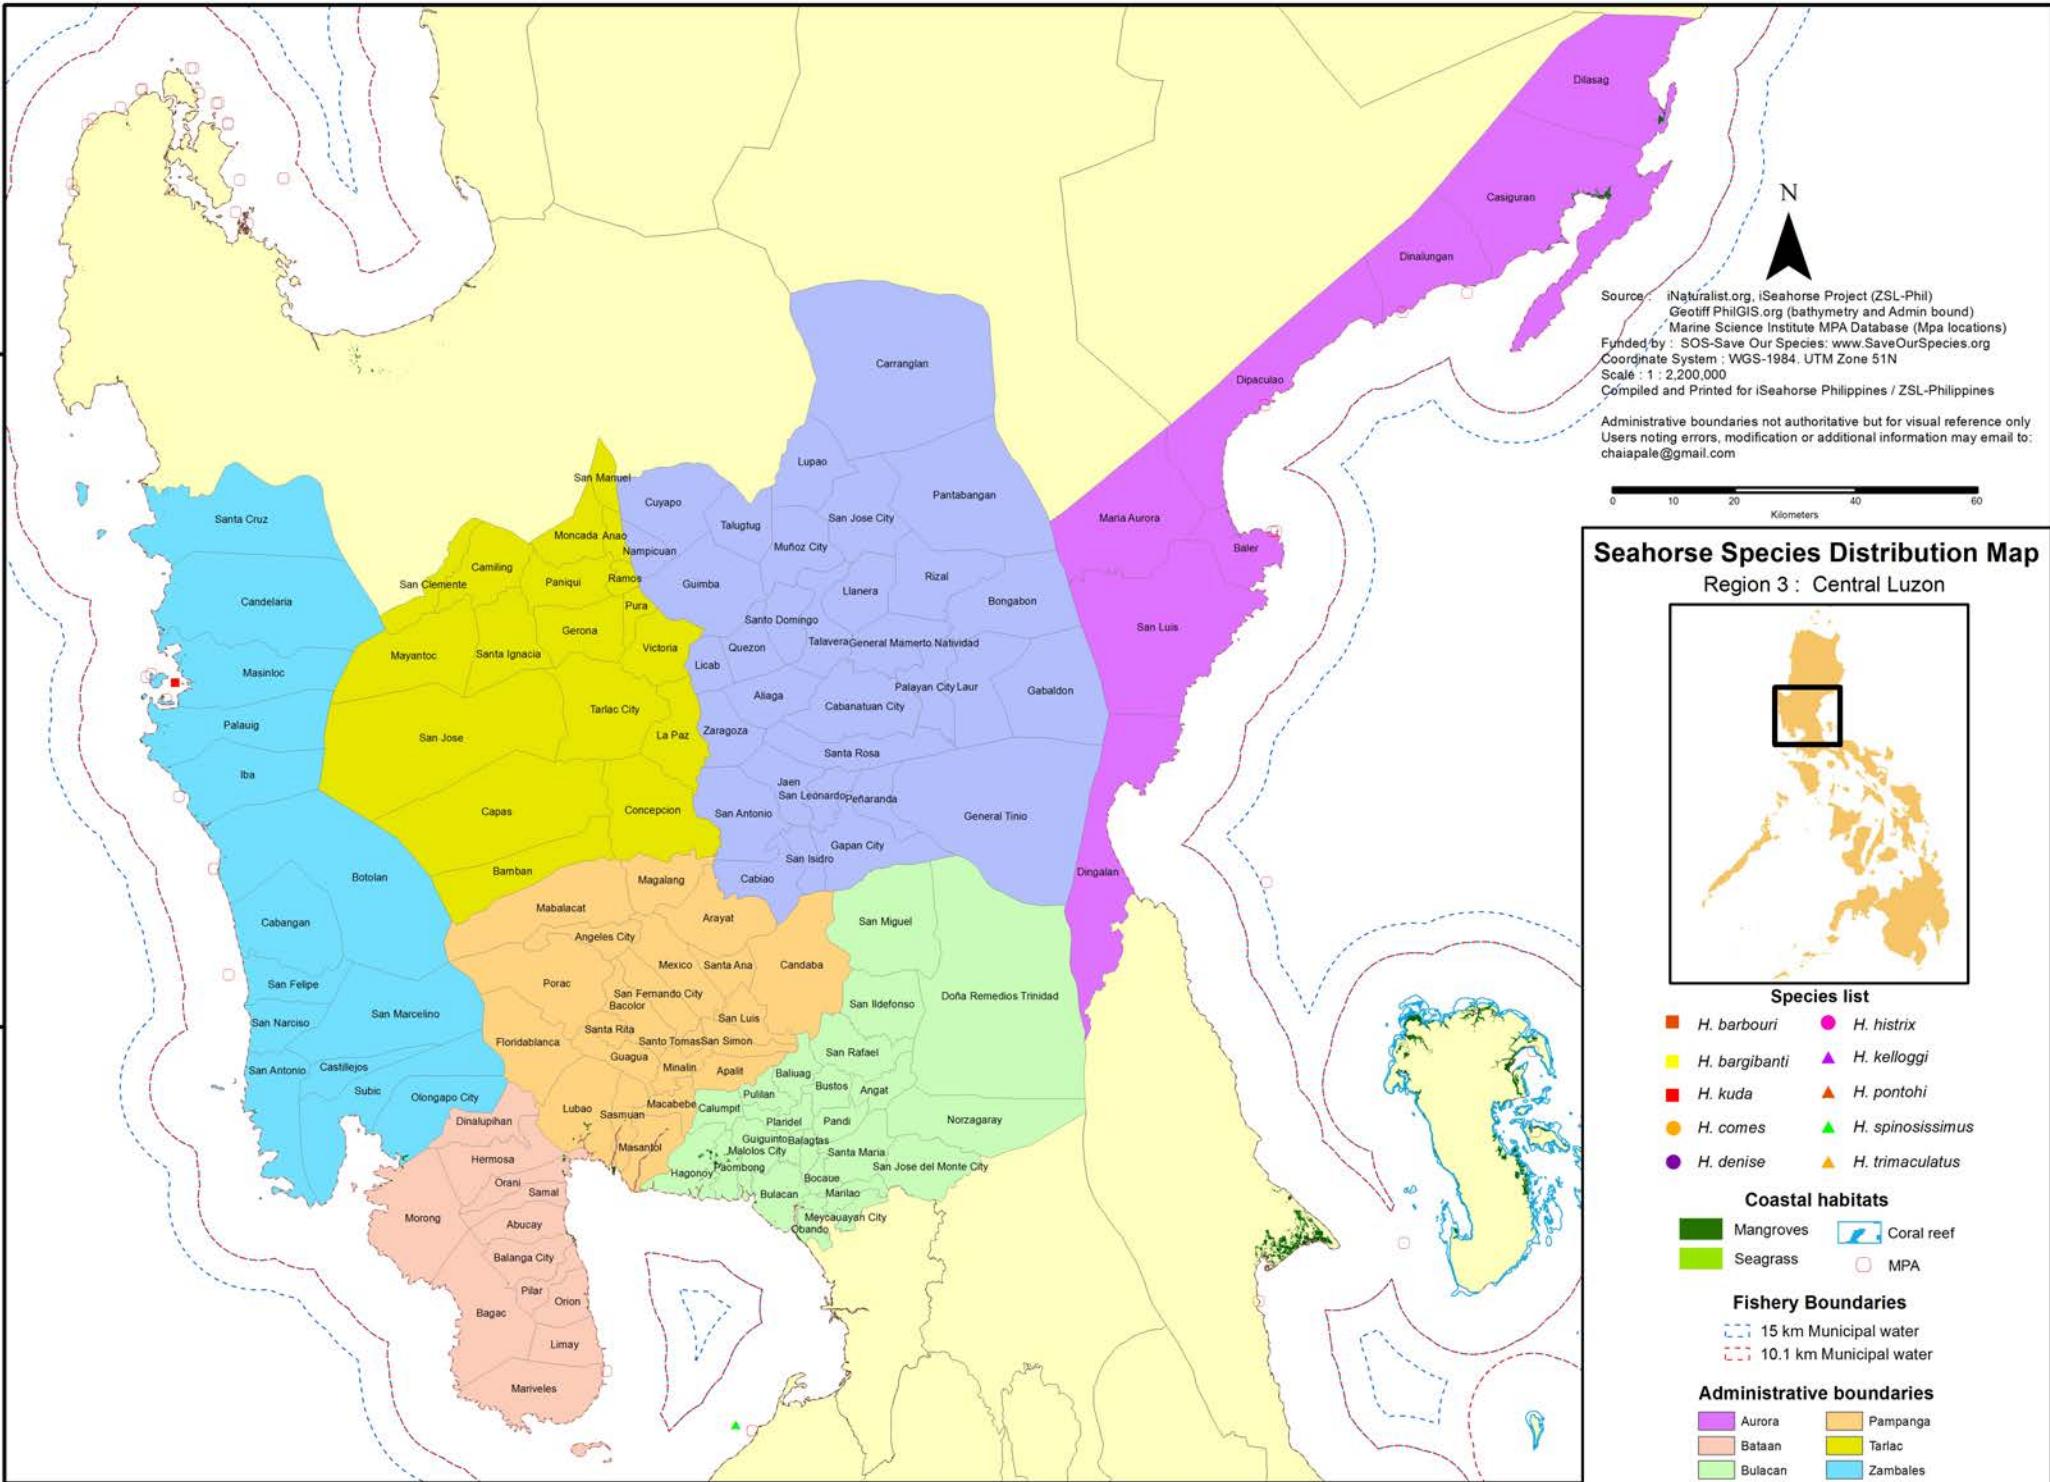 Dilasag
Casiguran
Dinalungan
Dipaculao
Maria Aurora
Baler
San Luis
Dingalan
N
Source : iNaturalist.org, iSeahorse Project (ZSL-Phil)
Geotiff PhilGIS.org (bathymetry and Admin bound)
Marine Science Institute MPA Database (Mpa locations)
Funded by : SOS-Save Our Species: www.SaveOurSpecies.org
Coordinate System : WGS-1984. UTM Zone 51N
Scale : 1 : 2,200,000
Compiled and Printed for iSeahorse Philippines / ZSL-Philippines
Administrative boundaries not authoritative but for visual reference only
Users noting errors, modification or additional information may email to:
chaiapale@gmail.com
0 10 20 40 60
Kilometers
Carranglan
Lupao
Pantabangan
Cuyapo
Talugtug
San Jose City
Muñoz City
Nampicuan
Guimba
Rizal
Llanera
Bongabon
Santo Domingo
Talavera
General Mamerto Natividad
Quezon
Licab
Aliaga
Palayan City
Laur
Gabaldon
Cabanatuan City
Zaragoza
Santa Rosa
Jaen
San Leonardo
Peñaranda
San Antonio
General Tinio
Gapan City
San Isidro
Cabiao
San Manuel
Moncada
Anao
Camiling
San Clemente
Paniqui
Ramos
Pura
Gerona
Mayantoc
Santa Ignacia
Victoria
Tarlac City
San Jose
La Paz
Capas
Concepcion
Bamban
Santa Cruz
Candelaria
Masinloc
Palauig
Iba
Botolan
Cabangan
San Felipe
San Narciso
San Marcelino
San Antonio
Castillejos
Subic
Olongapo City
Magalang
Mabalacat
Arayat
Angeles City
Mexico
Santa Ana
Candaba
Porac
San Fernando City
Bacolor
San Luis
Santa Rita
Floridablanca
Santo Tomas
San Simon
Guagua
Minalin
Apalit
Lubao
Sasmuan
Macabebe
Masantol
San Miguel
San Ildefonso
Doña Remedios Trinidad
San Rafael
Baliuag
Bustos
Angat
Pulilan
Calumpit
Plaridel
Pandi
Norzagaray
Guiguinto
Balagtas
Malolos City
Santa Maria
Paombong
San Jose del Monte City
Hagonoy
Bocaue
Bulacan
Marilao
Meycauayan City
Obando
Dinalupihan
Hermosa
Orani
Samal
Morong
Abucay
Balanga City
Pilar
Orion
Bagac
Limay
Mariveles
Seahorse Species Distribution Map
Region 3 : Central Luzon
Species list
H. barbouri
H. histrix
H. bargibanti
H. kelloggi
H. kuda
H. pontohi
H. comes
H. spinosissimus
H. denise
H. trimaculatus
Coastal habitats
Mangroves
Coral reef
Seagrass
MPA
Fishery Boundaries
15 km Municipal water
10.1 km Municipal water
Administrative boundaries
Aurora
Pampanga
Bataan
Tarlac
Bulacan
Zambales